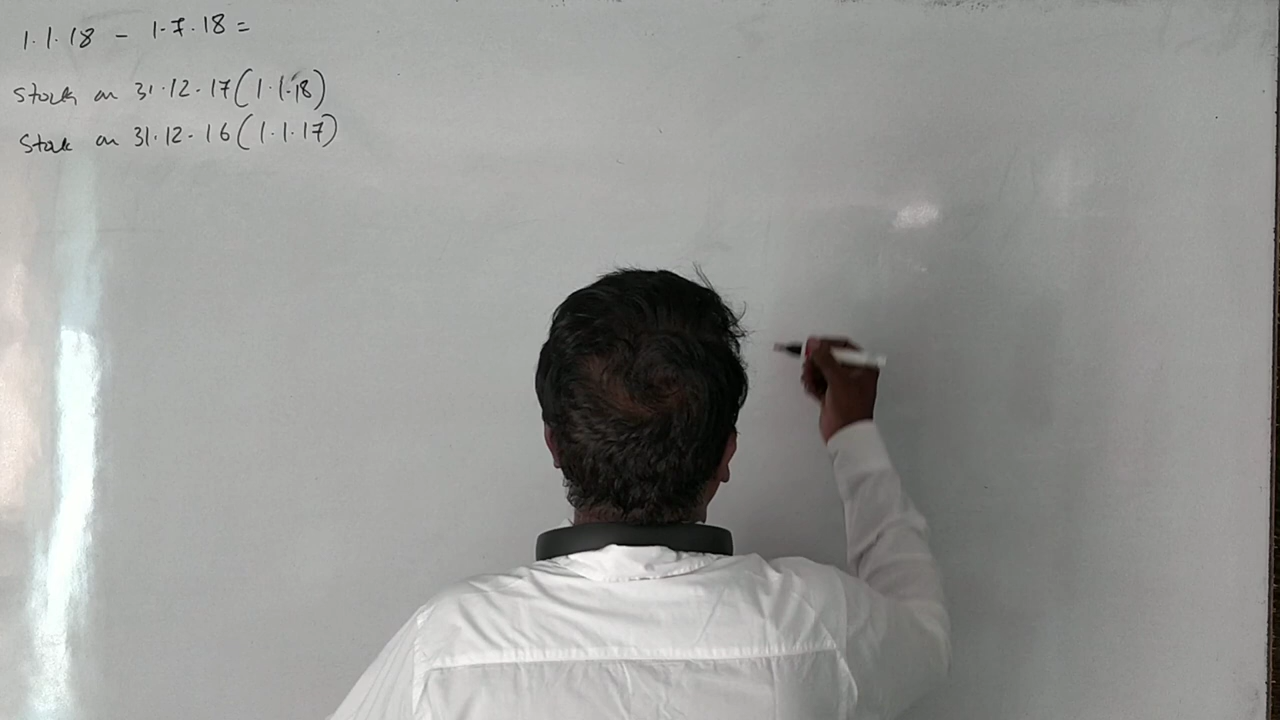 1.1.18 - 1.7.18 =
Stock on 31.12.17 (1.1.18)
Stock on 31.12.16 (1.1.17)